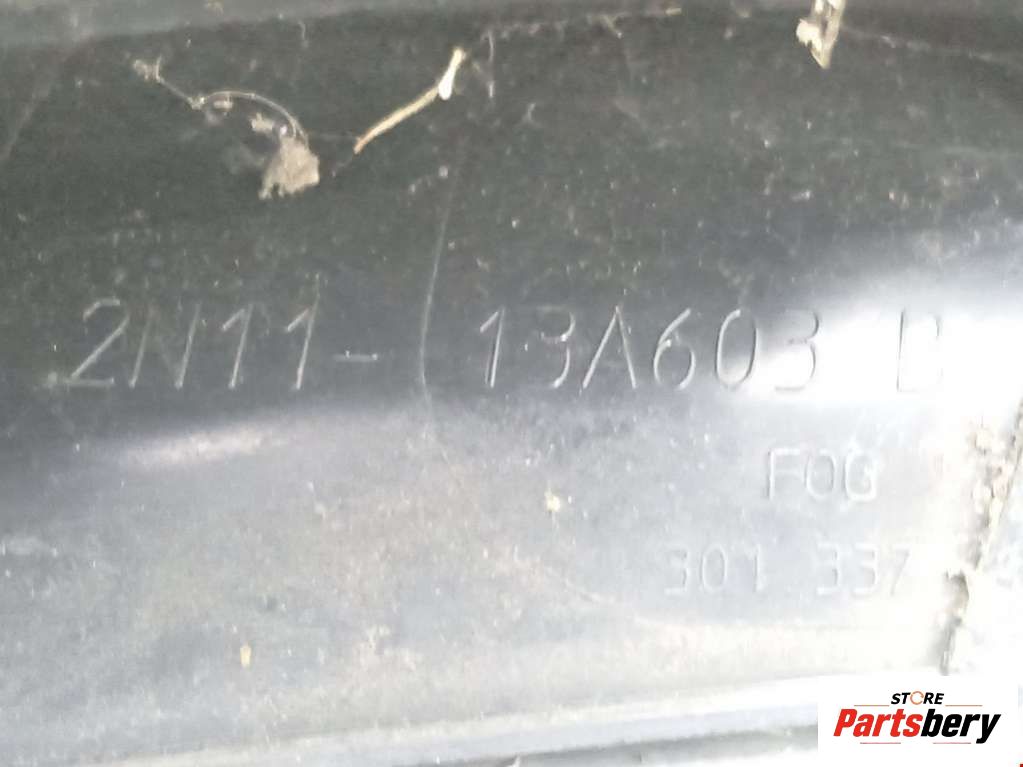 2N11-13A603 B
FOG
301 337
STORE
Partsbery